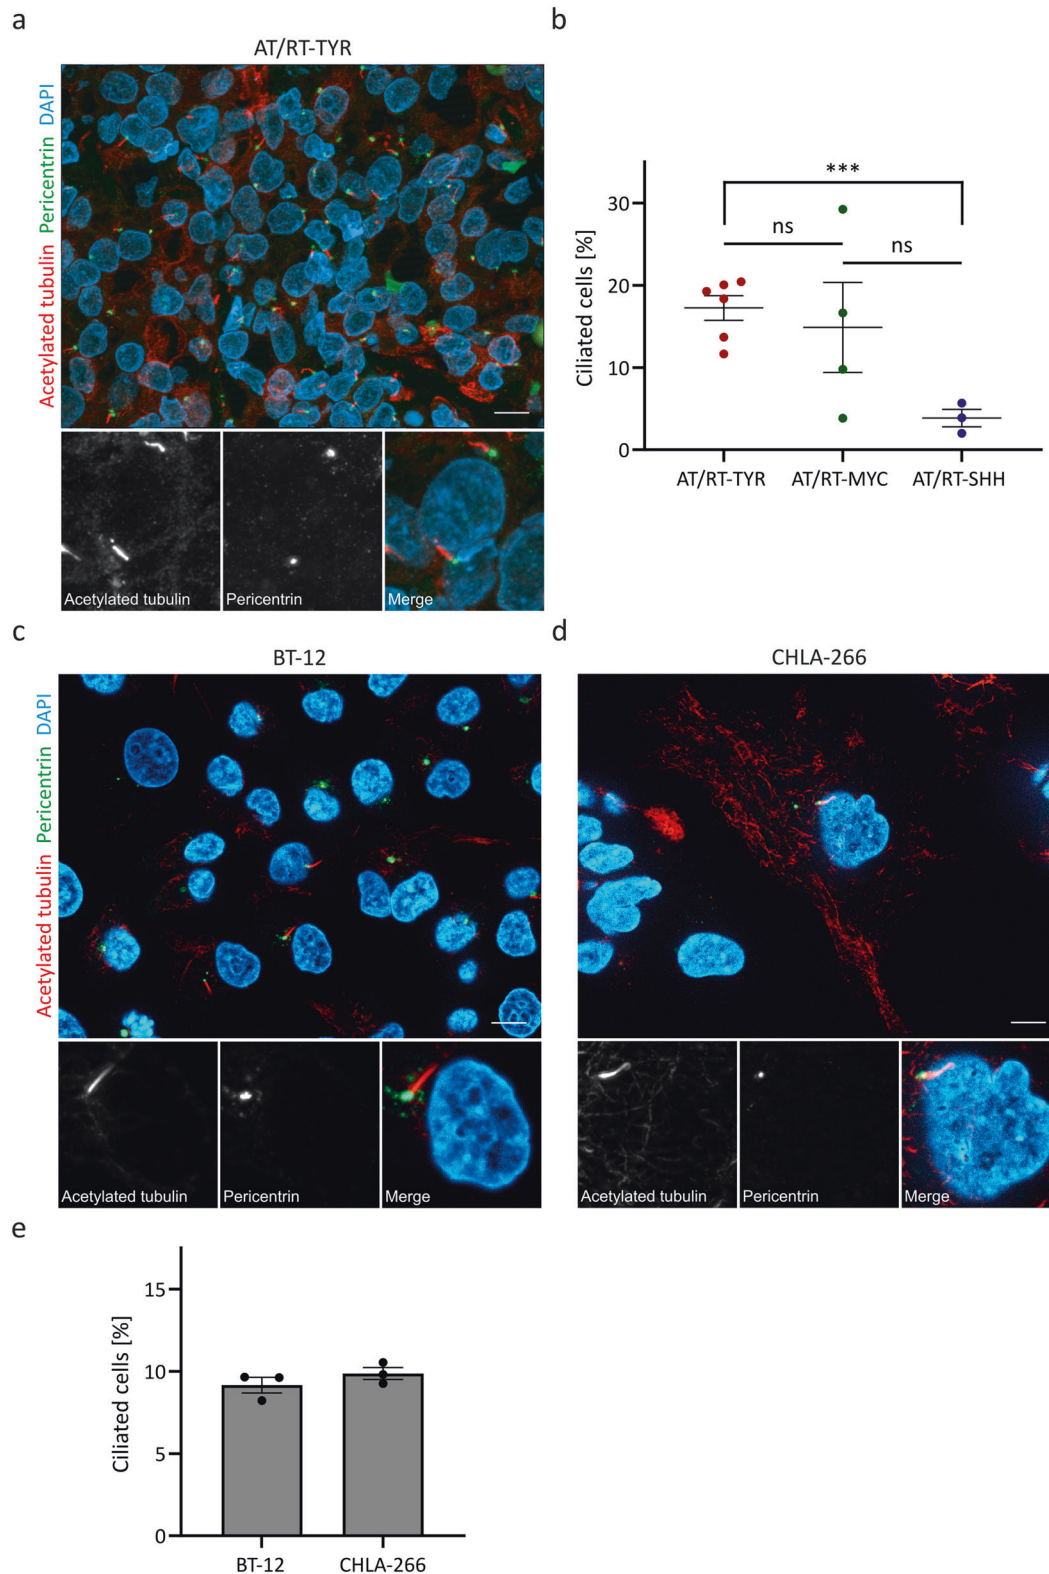 a
AT/RT-TYR
Acetylated tubulin Pericentrin DAPI
Acetylated tubulin
Pericentrin
Merge
b
Ciliated cells [%]
30
20
10
0
***
ns
ns
AT/RT-TYR
AT/RT-MYC
AT/RT-SHH
c
BT-12
Acetylated tubulin Pericentrin DAPI
Acetylated tubulin
Pericentrin
Merge
d
CHLA-266
Acetylated tubulin
Pericentrin
Merge
e
Ciliated cells [%]
15
10
5
0
BT-12
CHLA-266